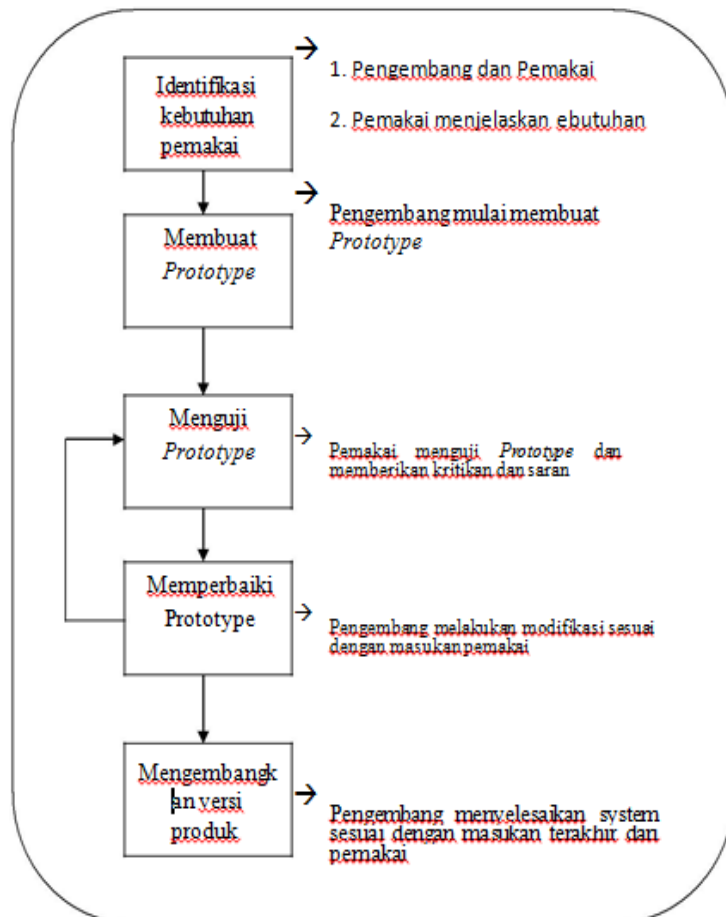 Identifikasi
kebutuhan
pemakai
→
1. Pengembang dan Pemakai
2. Pemakai menjelaskan ebutuhan
Membuat
Prototype
→
Pengembang mulai membuat
Prototype
Menguji
Prototype
→
Pemakai menguji Prototype dan
memberikan kritikan dan saran
Memperbaiki
Prototype
→
Pengembang melakukan modifikasi sesuai
dengan masukan pemakai
Mengembangk
an versi
produk
→
Pengembang menyelesaikan system
sesuai dengan masukan terakhir dari
pemakai